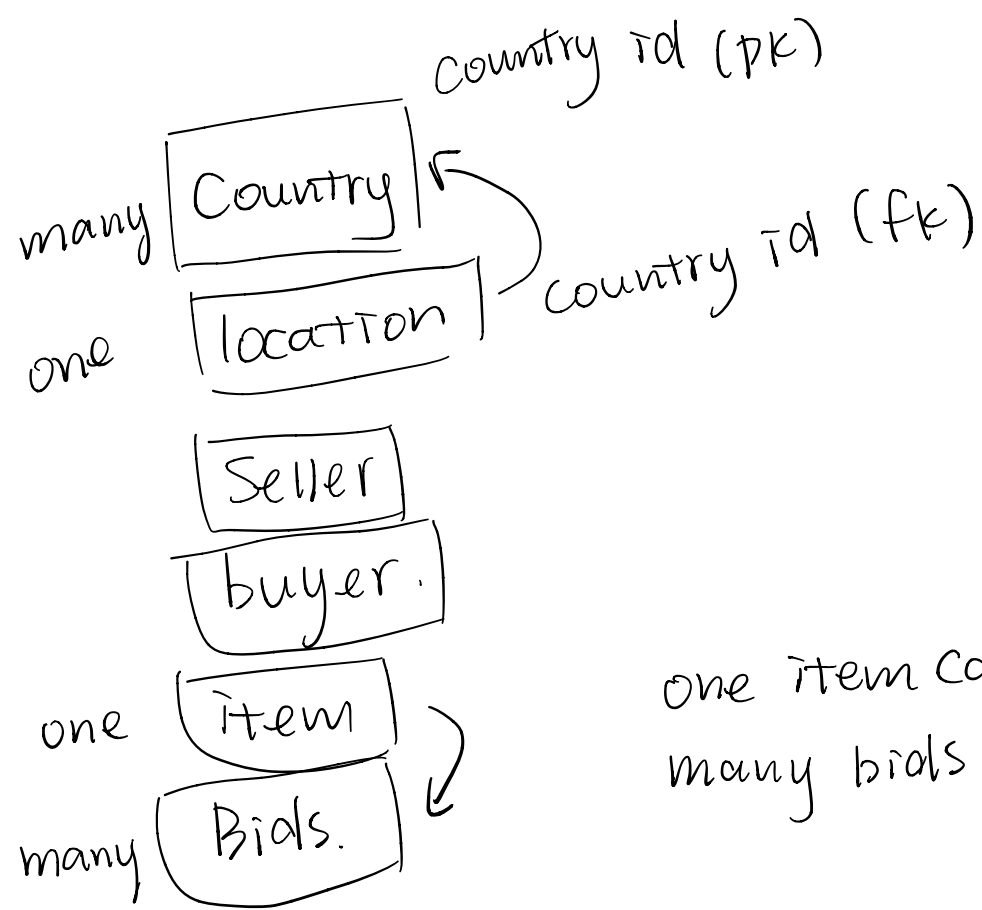 country id (pk)
many Country
country id (fk)
one location
Seller
buyer.
one item
one item
many bids
many Bids.